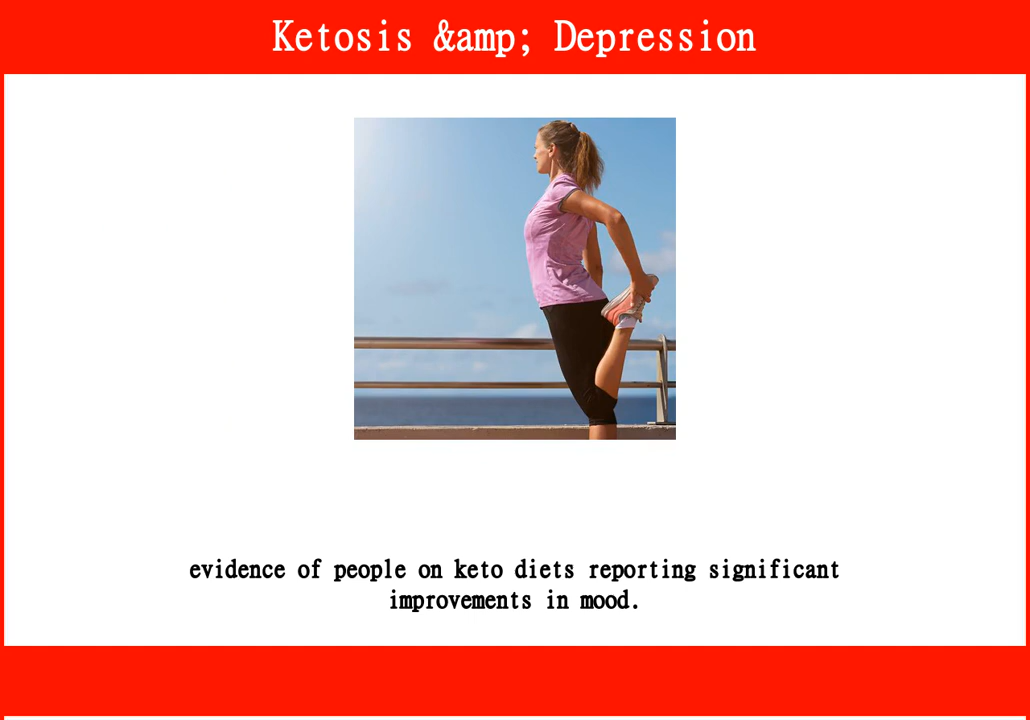 Ketosis &amp; Depression
evidence of people on keto diets reporting significant
improvements in mood.